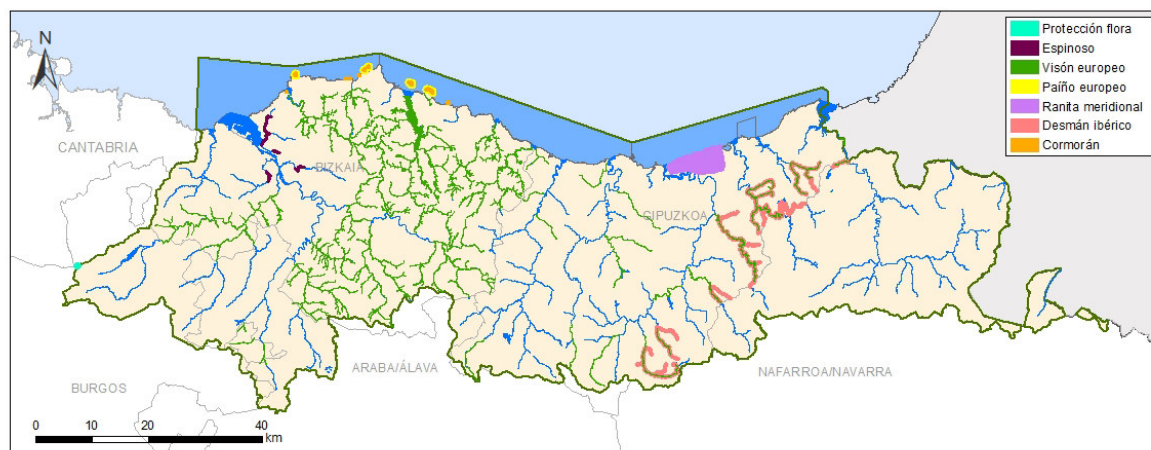 N
Protección flora
Espinoso
Visón europeo
Paíño europeo
Ranita meridional
Desmán ibérico
Cormorán
CANTABRIA
BIZKAIA
GIPUZKOA
ARABA/ÁLAVA
NAFARROA/NAVARRA
BURGOS
0 10 20 40
km